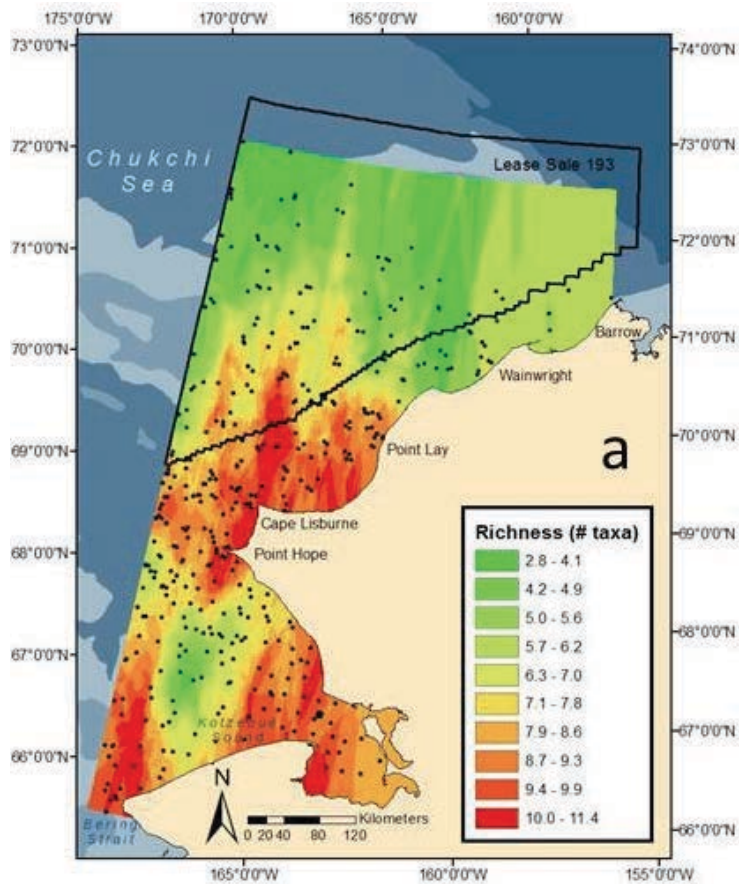 175°0'0"W
170°0'0"W
165°0'0"W
160°0'0"W
73°0'0"N
74°0'0"N
72°0'0"N
73°0'0"N
Chukchi
Sea
Lease Sale 193
71°0'0"N
72°0'0"N
Barrow
70°0'0"N
71°0'0"N
Wainwright
69°0'0"N
70°0'0"N
Point Lay
a
Cape Lisburne
Point Hope
68°0'0"N
69°0'0"N
67°0'0"N
68°0'0"N
Kotzebue
Sound
66°0'0"N
67°0'0"N
66°0'0"N
Bering
Strait
N
Kilometers
0 20 40 80 120
Richness (# taxa)
2.8 - 4.1
4.2 - 4.9
5.0 - 5.6
5.7 - 6.2
6.3 - 7.0
7.1 - 7.8
7.9 - 8.6
8.7 - 9.3
9.4 - 9.9
10.0 - 11.4
165°0'0"W
160°0'0"W
155°0'0"W